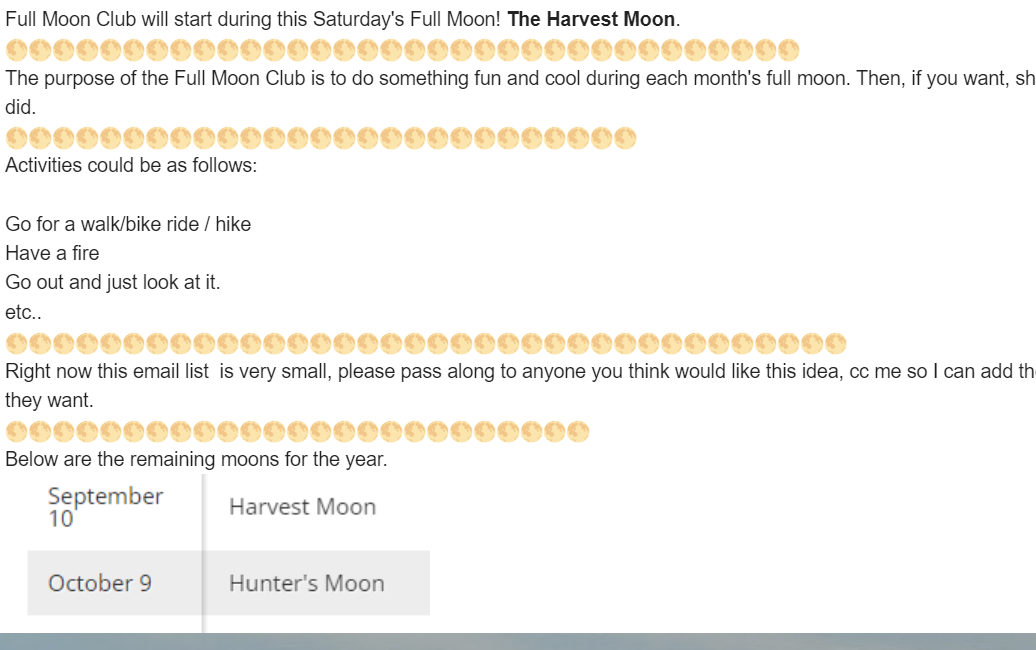 Full Moon Club will start during this Saturday's Full Moon! The Harvest Moon.
The purpose of the Full Moon Club is to do something fun and cool during each month's full moon. Then, if you want, sh
did.
Activities could be as follows:
Go for a walk/bike ride / hike
Have a fire
Go out and just look at it.
etc..
Right now this email list  is very small, please pass along to anyone you think would like this idea, cc me so I can add th
they want.
Below are the remaining moons for the year.
September
10
Harvest Moon
October 9
Hunter's Moon